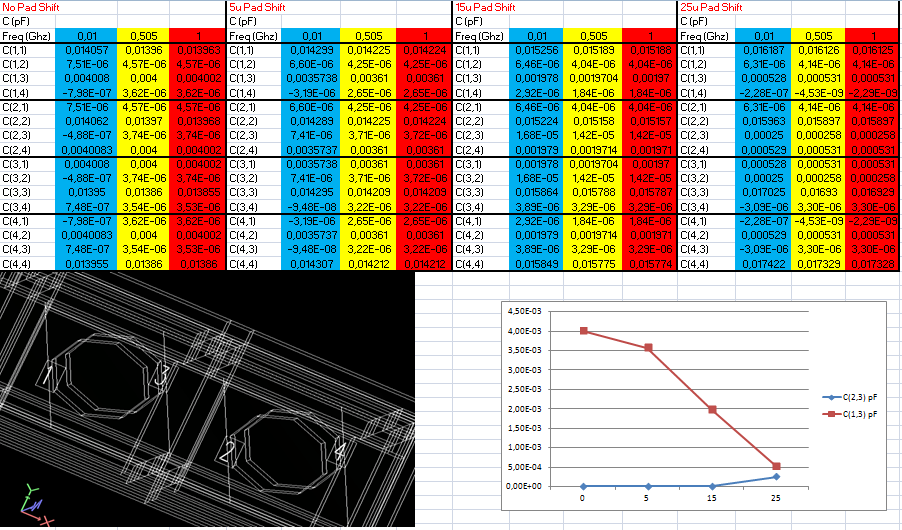 No Pad Shift 5u Pad Shift 15u Pad Shift 25u Pad Shift
C (pF) C (pF) C (pF) C (pF)
Freq (Ghz) 0,01 0,505 1 Freq (Ghz) 0,01 0,505 1 Freq (Ghz) 0,01 0,505 1 Freq (Ghz) 0,01 0,505 1
C(1,1) 0,014057 0,01396 0,013963 C(1,1) 0,014299 0,014225 0,014224 C(1,1) 0,015256 0,015189 0,015188 C(1,1) 0,016187 0,016126 0,016125
C(1,2) 7,51E-06 4,57E-06 4,57E-06 C(1,2) 6,60E-06 4,25E-06 4,25E-06 C(1,2) 6,46E-06 4,04E-06 4,04E-06 C(1,2) 6,31E-06 4,14E-06 4,14E-06
C(1,3) 0,004008 0,004 0,004002 C(1,3) 0,0035738 0,00361 0,00361 C(1,3) 0,001978 0,0019704 0,00197 C(1,3) 0,000528 0,000531 0,000531
C(1,4) -7,98E-07 3,62E-06 3,62E-06 C(1,4) -3,19E-06 2,65E-06 2,65E-06 C(1,4) 2,92E-06 1,84E-06 1,84E-06 C(1,4) -2,28E-07 -4,53E-09 -2,29E-09
C(2,1) 7,51E-06 4,57E-06 4,57E-06 C(2,1) 6,60E-06 4,25E-06 4,25E-06 C(2,1) 6,46E-06 4,04E-06 4,04E-06 C(2,1) 6,31E-06 4,14E-06 4,14E-06
C(2,2) 0,014062 0,01397 0,013968 C(2,2) 0,014289 0,014225 0,014224 C(2,2) 0,015224 0,015158 0,015157 C(2,2) 0,015963 0,015897 0,015897
C(2,3) -4,88E-07 3,74E-06 3,74E-06 C(2,3) 7,41E-06 3,71E-06 3,72E-06 C(2,3) 1,68E-05 1,42E-05 1,42E-05 C(2,3) 0,00025 0,000258 0,000258
C(2,4) 0,0040083 0,004 0,004002 C(2,4) 0,0035737 0,00361 0,00361 C(2,4) 0,001979 0,0019714 0,001971 C(2,4) 0,000529 0,000531 0,000531
C(3,1) 0,004008 0,004 0,004002 C(3,1) 0,0035738 0,00361 0,00361 C(3,1) 0,001978 0,0019704 0,00197 C(3,1) 0,000528 0,000531 0,000531
C(3,2) -4,88E-07 3,74E-06 3,74E-06 C(3,2) 7,41E-06 3,71E-06 3,72E-06 C(3,2) 1,68E-05 1,42E-05 1,42E-05 C(3,2) 0,00025 0,000258 0,000258
C(3,3) 0,01395 0,01386 0,013855 C(3,3) 0,014295 0,014209 0,014209 C(3,3) 0,015864 0,015788 0,015787 C(3,3) 0,017025 0,01693 0,016929
C(3,4) 7,48E-07 3,54E-06 3,53E-06 C(3,4) -9,48E-08 3,22E-06 3,22E-06 C(3,4) 3,89E-06 3,29E-06 3,29E-06 C(3,4) -3,09E-06 3,30E-06 3,30E-06
C(4,1) -7,98E-07 3,62E-06 3,62E-06 C(4,1) -3,19E-06 2,65E-06 2,65E-06 C(4,1) 2,92E-06 1,84E-06 1,84E-06 C(4,1) -2,28E-07 -4,53E-09 -2,29E-09
C(4,2) 0,0040083 0,004 0,004002 C(4,2) 0,0035737 0,00361 0,00361 C(4,2) 0,001979 0,0019714 0,001971 C(4,2) 0,000529 0,000531 0,000531
C(4,3) 7,48E-07 3,54E-06 3,53E-06 C(4,3) -9,48E-08 3,22E-06 3,22E-06 C(4,3) 3,89E-06 3,29E-06 3,29E-06 C(4,3) -3,09E-06 3,30E-06 3,30E-06
C(4,4) 0,013955 0,01386 0,01386 C(4,4) 0,014307 0,014212 0,014212 C(4,4) 0,015849 0,015775 0,015774 C(4,4) 0,017422 0,017329 0,017328
1 3
2 4
Y
X
4,50E-03
4,00E-03
3,50E-03
3,00E-03
2,50E-03
2,00E-03
1,50E-03
1,00E-03
5,00E-04
0,00E+00
0 5 15 25
C(2,3) pF
C(1,3) pF